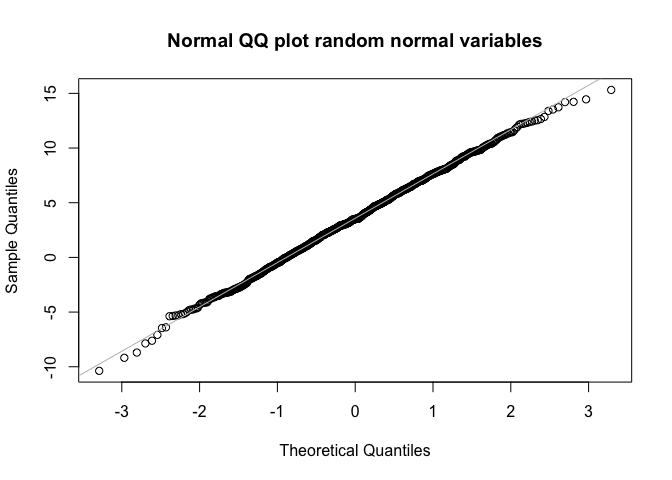 Normal QQ plot random normal variables
Sample Quantiles
15
10
5
0
-5
-10
-3 -2 -1 0 1 2 3
Theoretical Quantiles